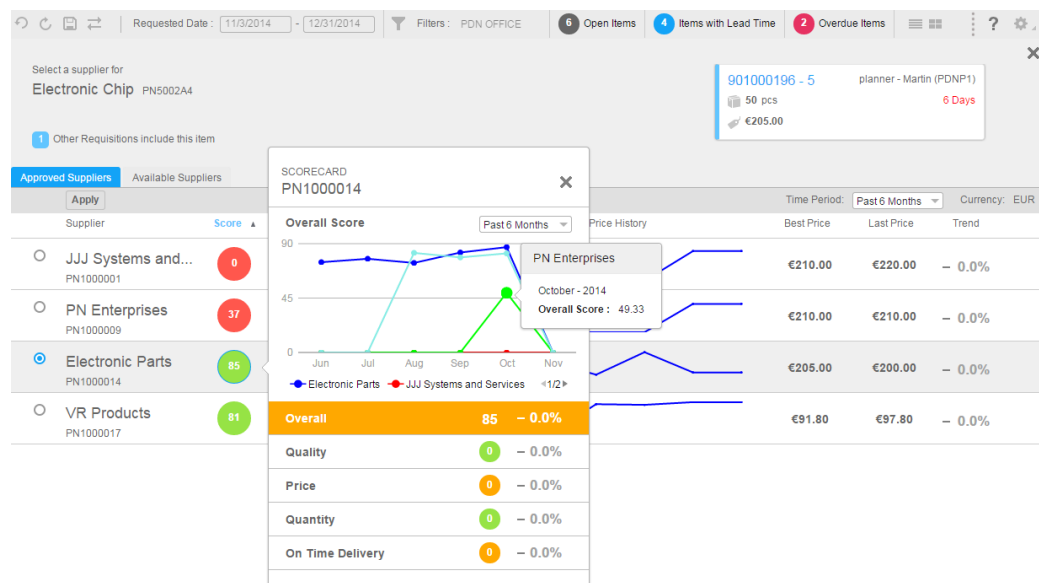 Requested Date : 11/3/2014 - 12/31/2014 Filters : PDN OFFICE 6 Open Items 4 Items with Lead Time 2 Overdue Items ?
Select a supplier for
Electronic Chip PN5002A4
1 Other Requisitions include this item
901000196 - 5 planner - Martin (PDNP1)
50 pcs 6 Days
€205.00
Approved Suppliers Available Suppliers
Apply Time Period: Past 6 Months Currency: EUR
Supplier Score Price History Best Price Last Price Trend
JJJ Systems and... 0 €210.00 €220.00 – 0.0%
PN1000001
PN Enterprises 37 €210.00 €210.00 – 0.0%
PN1000009
Electronic Parts 85 €205.00 €200.00 – 0.0%
PN1000014
VR Products 81 €91.80 €97.80 – 0.0%
PN1000017
SCORECARD
PN1000014
Overall Score Past 6 Months
90
45
0
Jun Jul Aug Sep Oct Nov
Electronic Parts JJJ Systems and Services 1/2
PN Enterprises
October - 2014
Overall Score : 49.33
Overall 85 – 0.0%
Quality 0 – 0.0%
Price 0 – 0.0%
Quantity 0 – 0.0%
On Time Delivery 0 – 0.0%